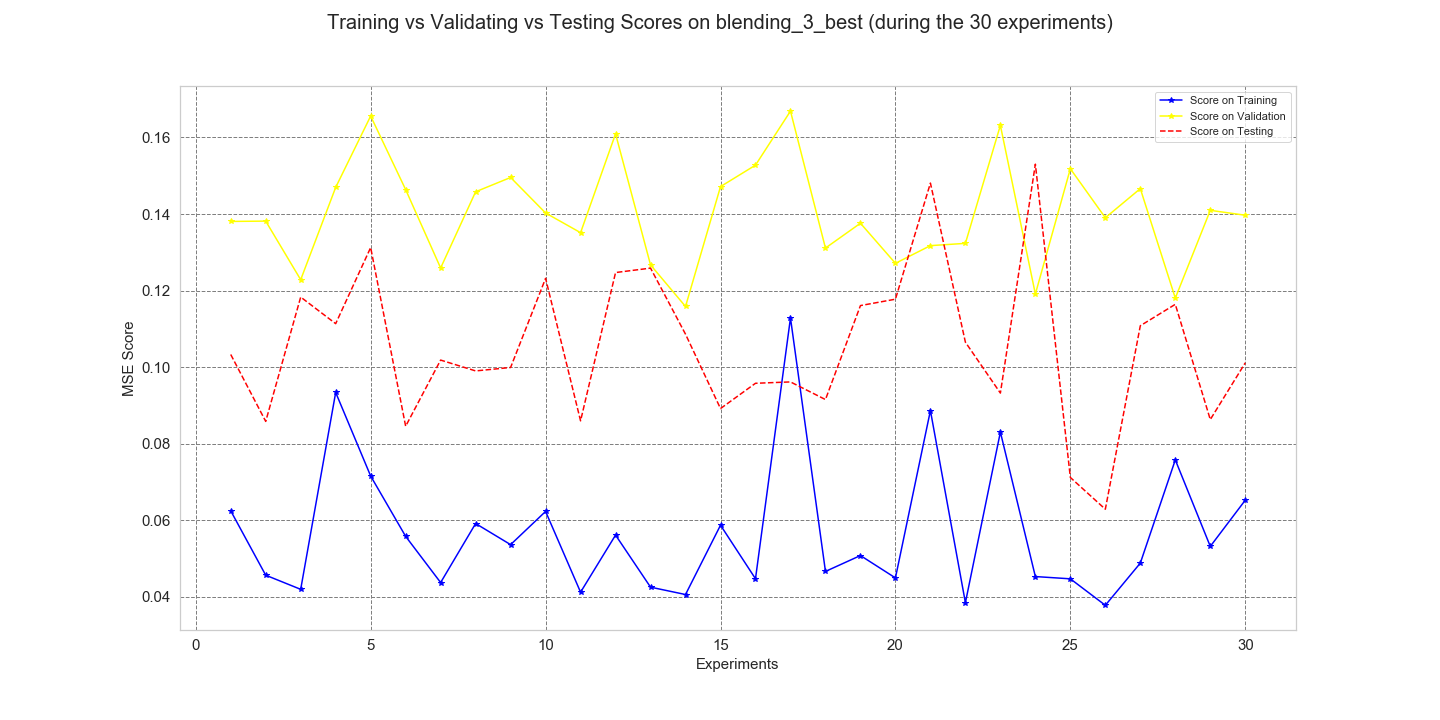 Training vs Validating vs Testing Scores on blending_3_best (during the 30 experiments)
Score on Training
Score on Validation
Score on Testing
0.16
0.14
0.12
0.10
0.08
0.06
0.04
MSE Score
0 5 10 15 20 25 30
Experiments